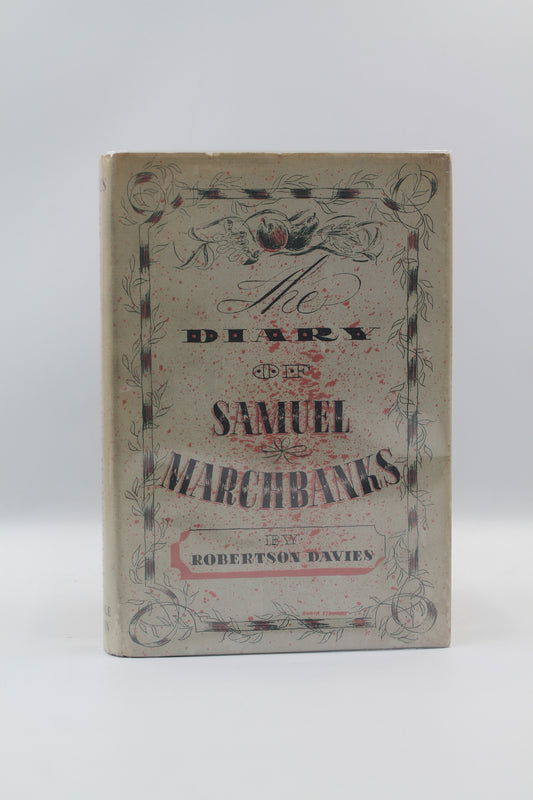 The
DIARY
OF
SAMUEL
MARCHBANKS
BY
ROBERTSON DAVIES